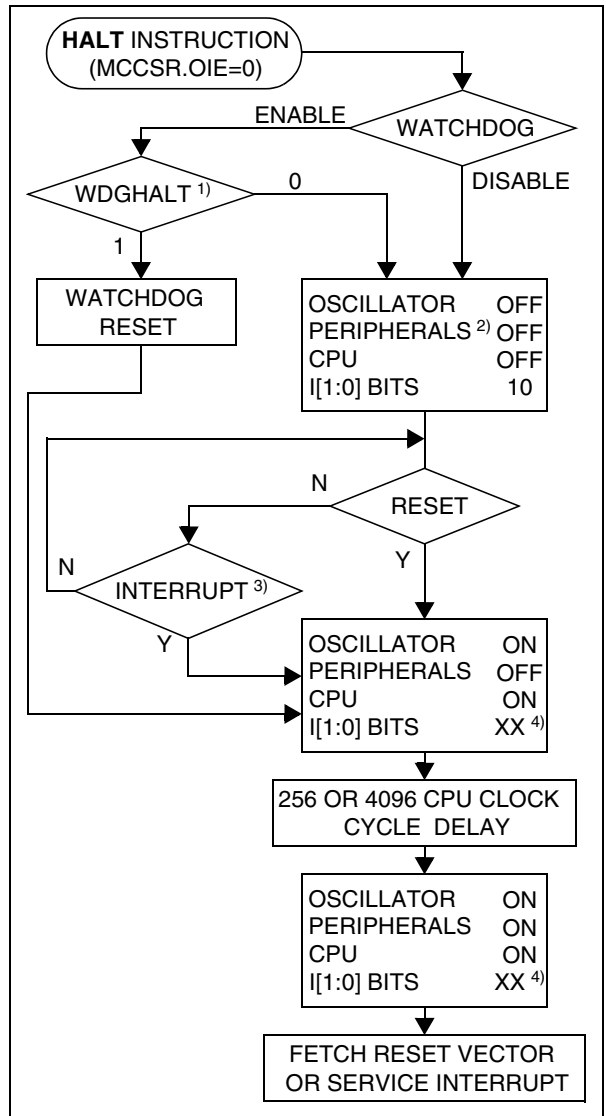 HALT INSTRUCTION
(MCCSR.OIE=0)
ENABLE
WATCHDOG
WDGHALT 1)
0
DISABLE
1
WATCHDOG
RESET
OSCILLATOR OFF
PERIPHERALS 2) OFF
CPU OFF
I[1:0] BITS 10
N
RESET
N
INTERRUPT 3)
Y
Y
OSCILLATOR ON
PERIPHERALS OFF
CPU ON
I[1:0] BITS XX 4)
256 OR 4096 CPU CLOCK
CYCLE DELAY
OSCILLATOR ON
PERIPHERALS ON
CPU ON
I[1:0] BITS XX 4)
FETCH RESET VECTOR
OR SERVICE INTERRUPT